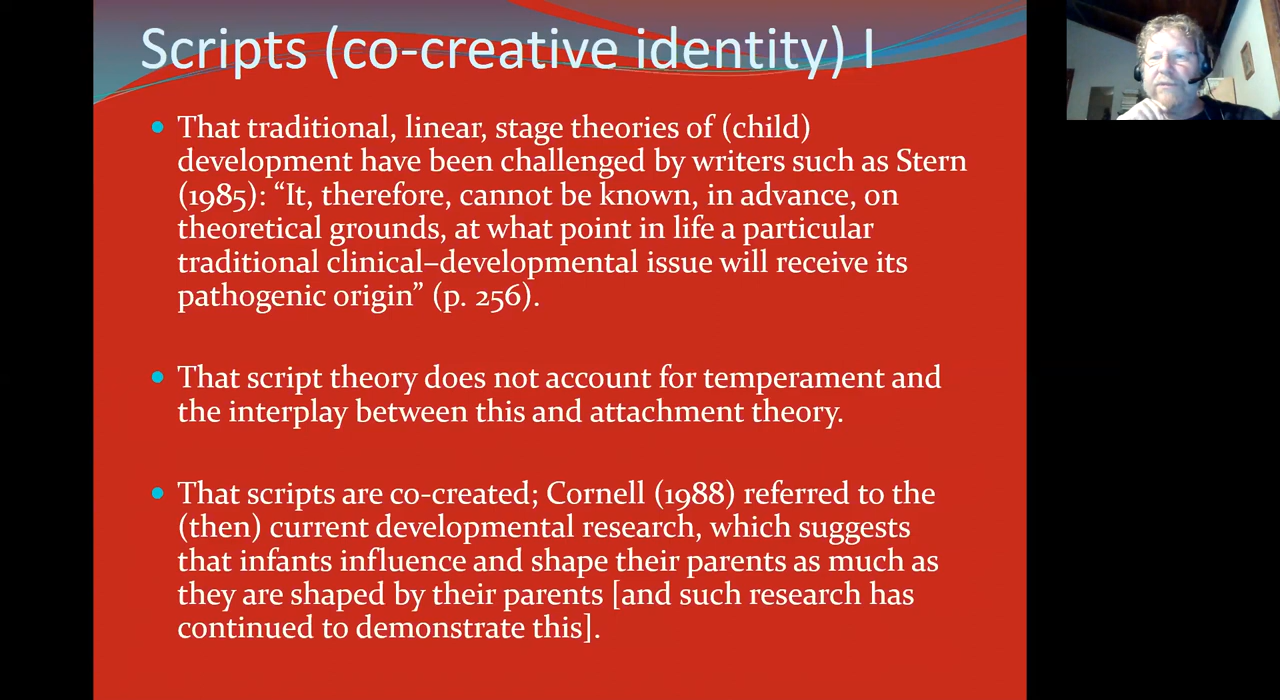 Scripts (co-creative identity) I
• That traditional, linear, stage theories of (child)
development have been challenged by writers such as Stern
(1985): “It, therefore, cannot be known, in advance, on
theoretical grounds, at what point in life a particular
traditional clinical–developmental issue will receive its
pathogenic origin” (p. 256).
• That script theory does not account for temperament and
the interplay between this and attachment theory.
• That scripts are co-created; Cornell (1988) referred to the
(then) current developmental research, which suggests
that infants influence and shape their parents as much as
they are shaped by their parents [and such research has
continued to demonstrate this].